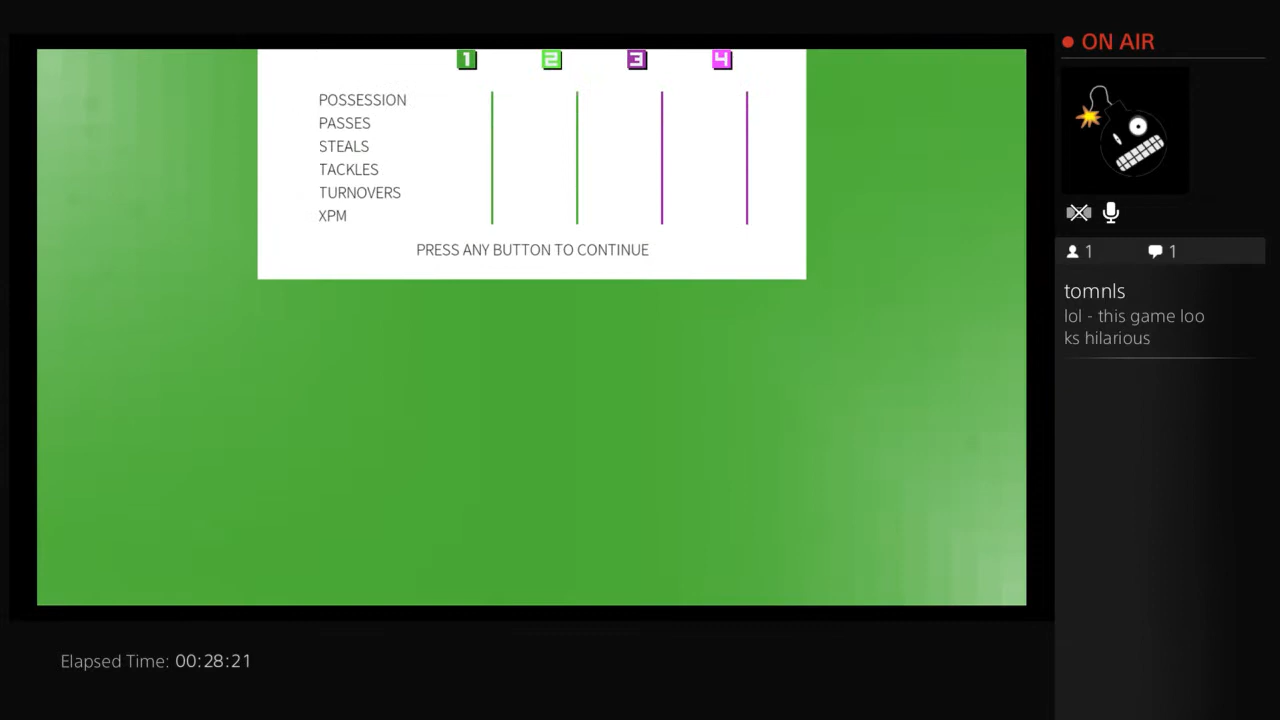 1 2 3 4
POSSESSION
PASSES
STEALS
TACKLES
TURNOVERS
XPM
PRESS ANY BUTTON TO CONTINUE
Elapsed Time: 00:28:21
ON AIR
1 1
tomnls
lol - this game loo
ks hilarious